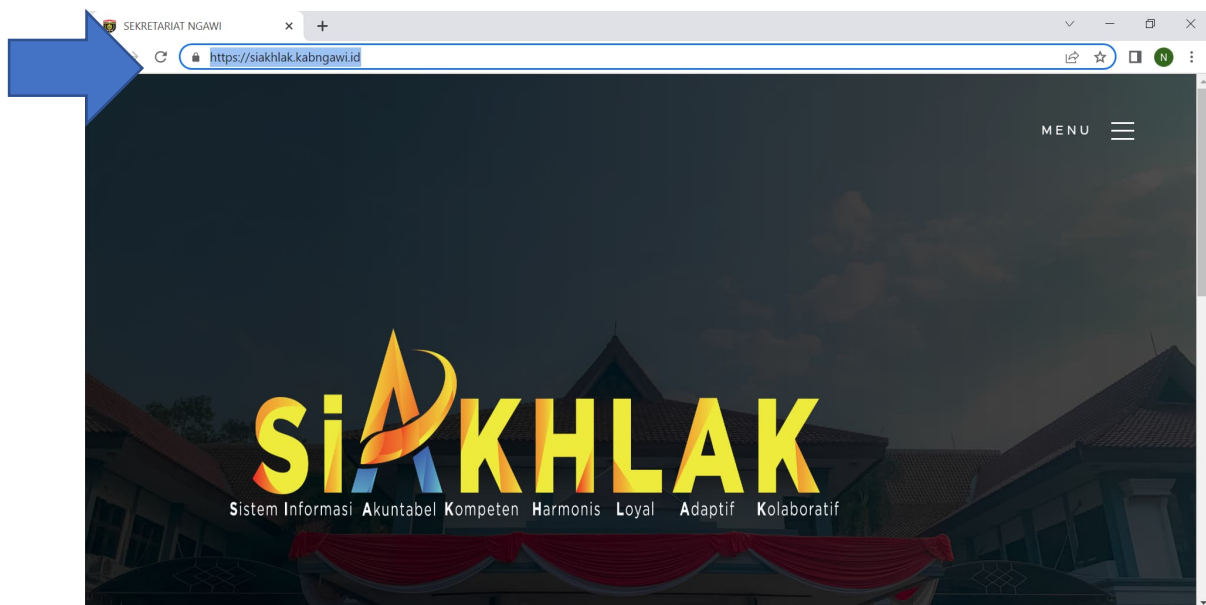 SEKRETARIAT NGAWI
https://siakhlak.kabngawi.id
N
MENU
SiAKHLAK
Sistem Informasi Akuntabel Kompeten Harmonis Loyal Adaptif Kolaboratif